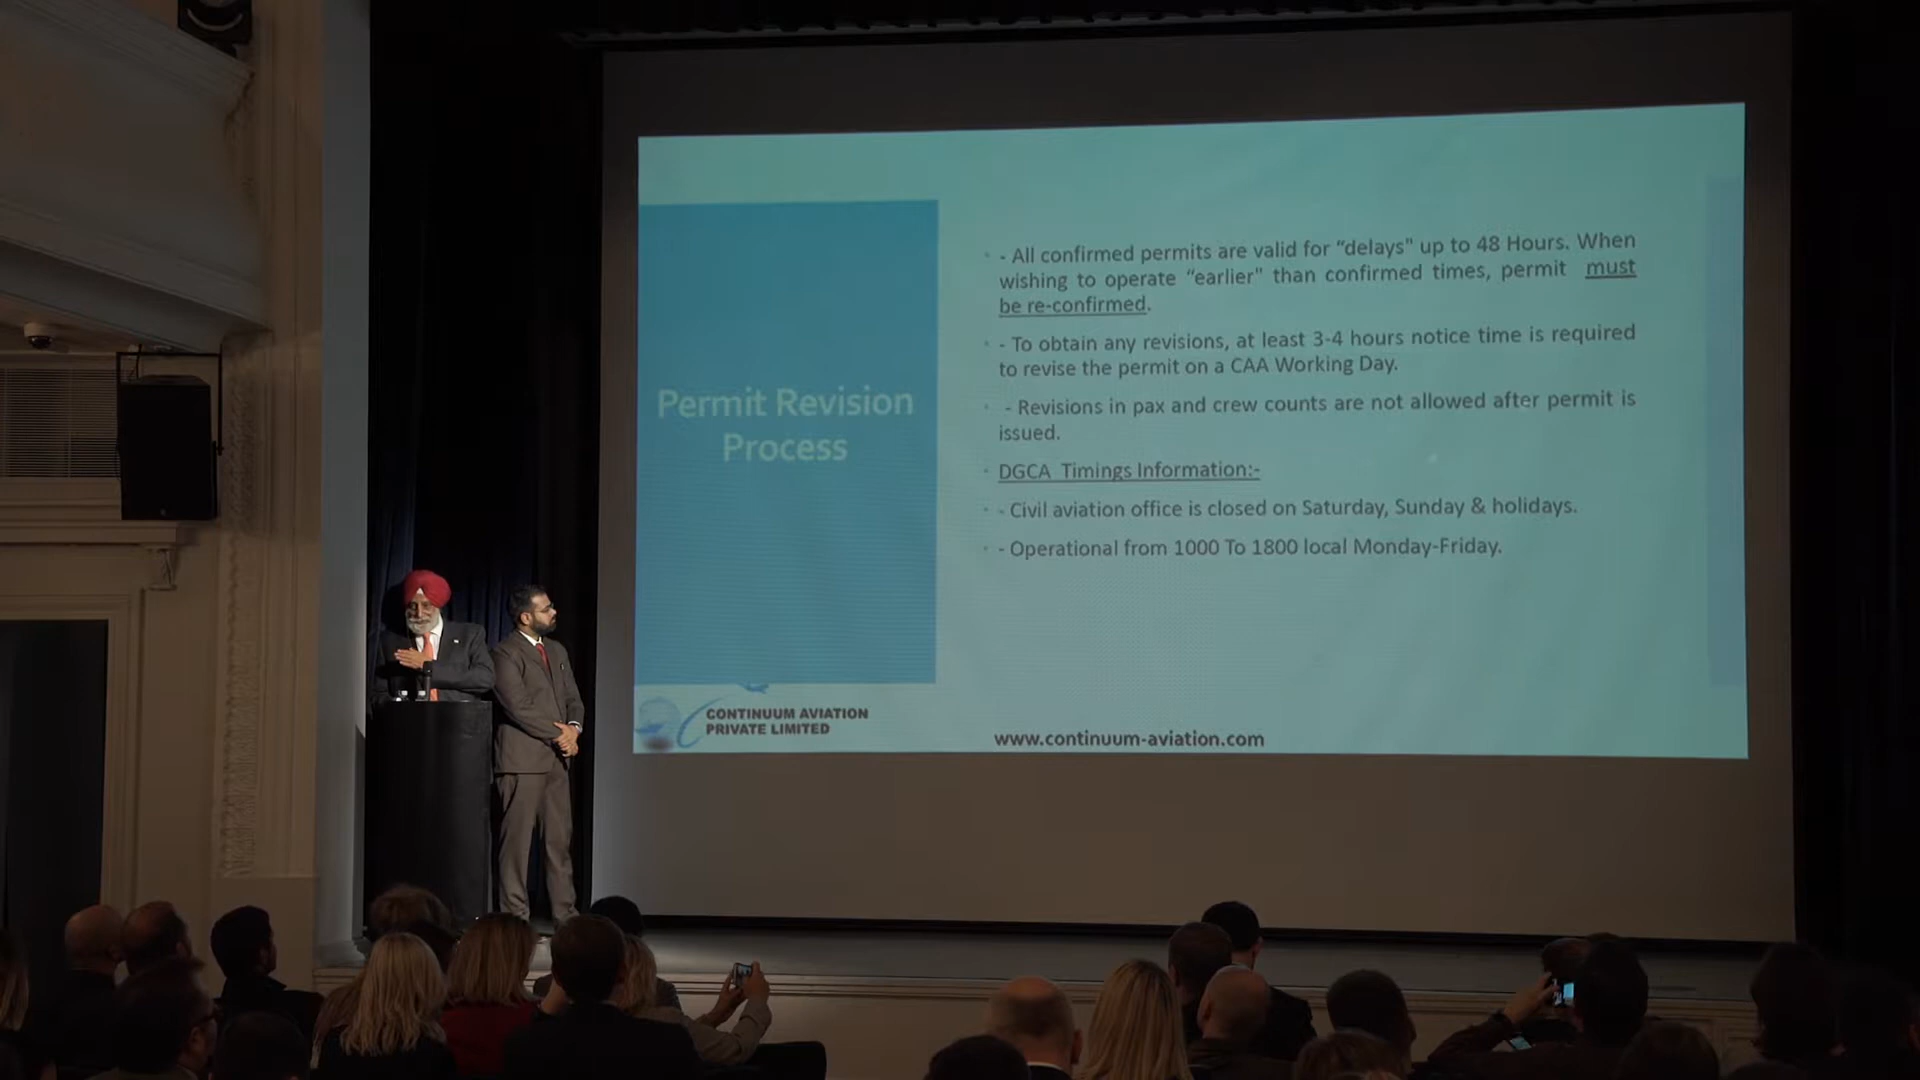 Permit Revision
Process
- All confirmed permits are valid for “delays" up to 48 Hours. When
wishing to operate “earlier" than confirmed times, permit must
be re-confirmed.
- To obtain any revisions, at least 3-4 hours notice time is required
to revise the permit on a CAA Working Day.
- Revisions in pax and crew counts are not allowed after permit is
issued.
DGCA Timings Information:-
- Civil aviation office is closed on Saturday, Sunday & holidays.
- Operational from 1000 To 1800 local Monday-Friday.
CONTINUUM AVIATION
PRIVATE LIMITED
www.continuum-aviation.com